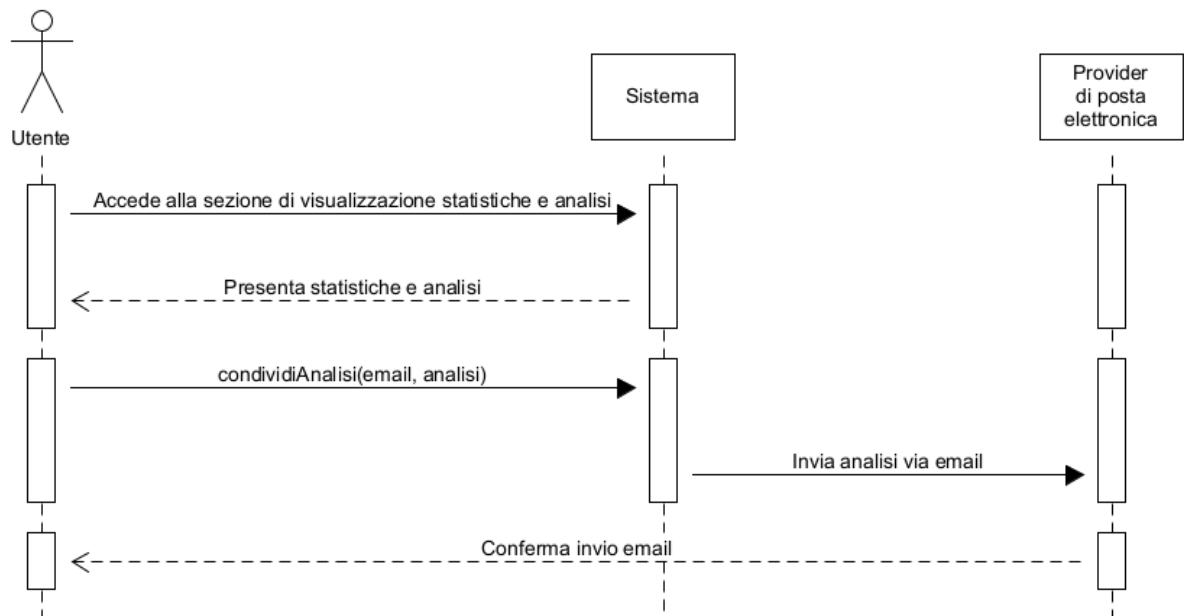 Utente
Sistema
Provider
di posta
elettronica
Accede alla sezione di visualizzazione statistiche e analisi
Presenta statistiche e analisi
condividiAnalisi(email, analisi)
Invia analisi via email
Conferma invio email